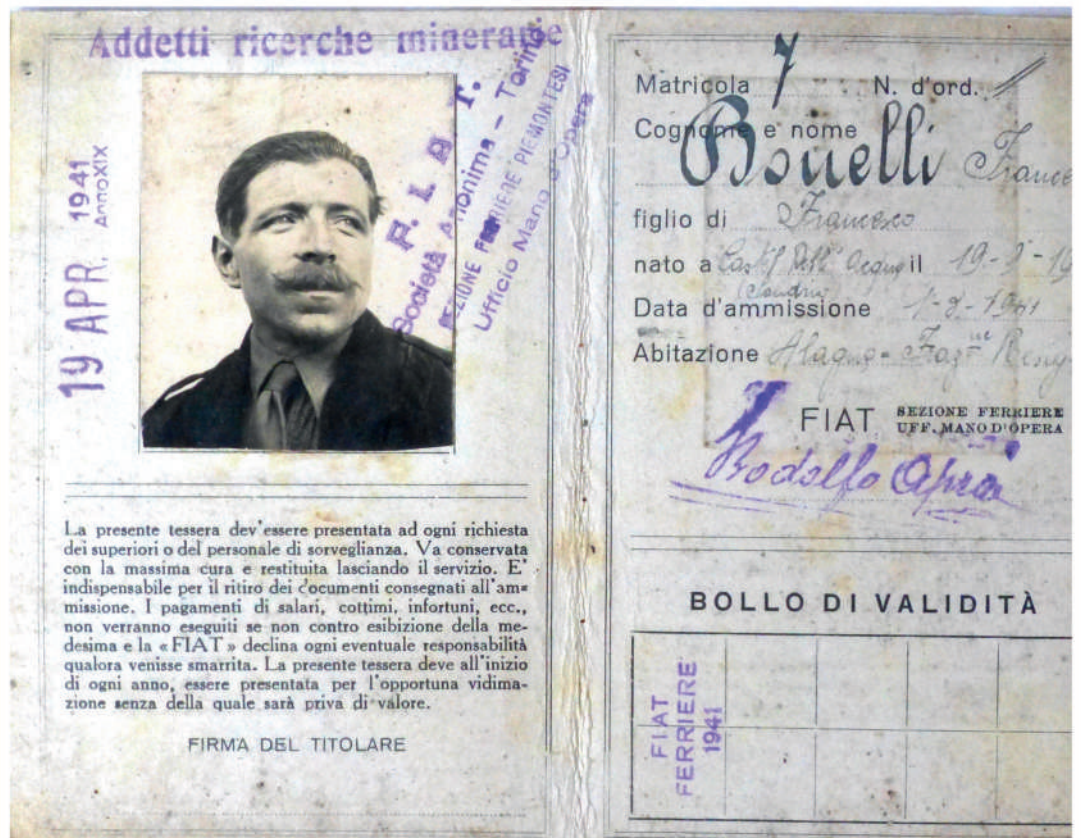 Addetti ricerche minerarie
19 APR. 1941
Anno XIX
F. I. A. T.
Società Anonima - Torino
SEZIONE FERRIERE PIEMONTESI
Ufficio Mano d'Opera
La presente tessera dev'essere presentata ad ogni richiesta
dei superiori o del personale di sorveglianza. Va conservata
con la massima cura e restituita lasciando il servizio. E'
indispensabile per il ritiro dei documenti consegnati all'am=
missione. I pagamenti di salari, cottimi, infortuni, ecc.,
non verranno eseguiti se non contro esibizione della me-
desima e la «FIAT» declina ogni eventuale responsabilità
qualora venisse smarrita. La presente tessera deve all'inizio
di ogni anno, essere presentata per l'opportuna vidima-
zione senza della quale sarà priva di valore.
FIRMA DEL TITOLARE
Matricola 7 N. d'ord. //
Cognome e nome
Bonelli France
figlio di Francesco
nato a il 19-
Data d'ammissione 1941
Abitazione Alagna
FIAT SEZIONE FERRIERE
UFF. MANO D'OPERA
Rodolfo
BOLLO DI VALIDITÀ
FIAT
FERRIERE
1941